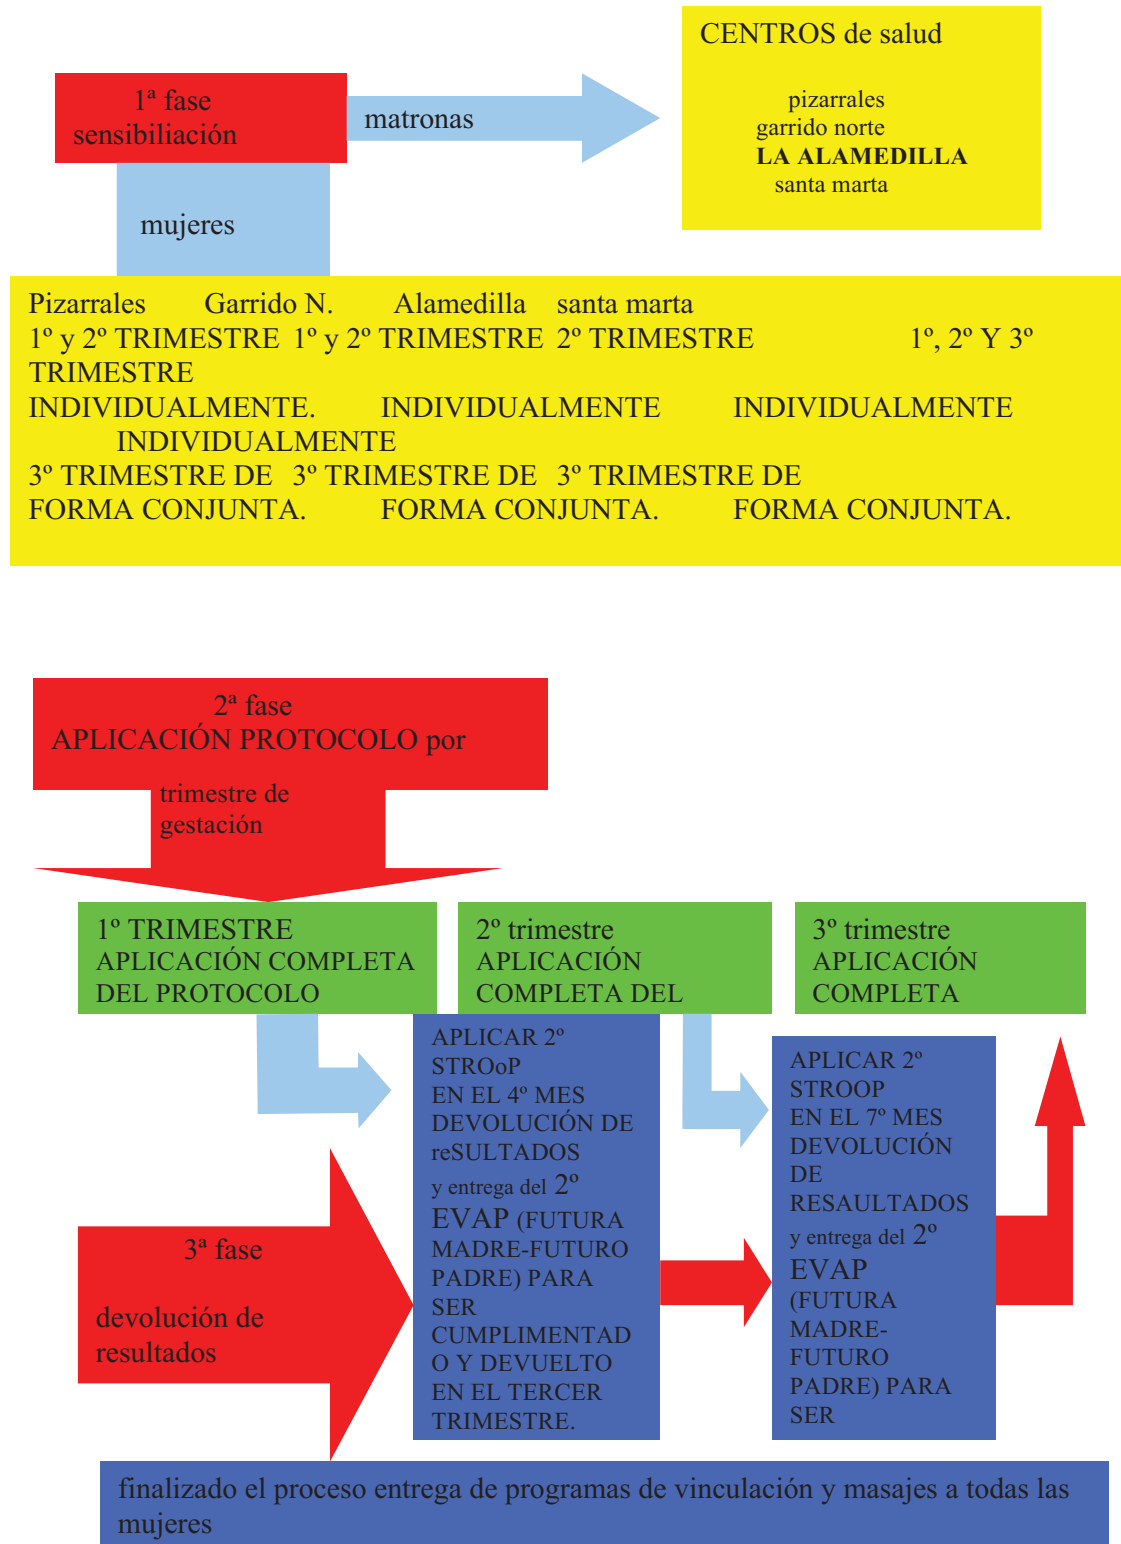 CENTROS de salud
pizarrales
garrido norte
LA ALAMEDILLA
santa marta
1ª fase
sensibiliación
matronas
mujeres
Pizarrales Garrido N. Alamedilla santa marta
1º y 2º TRIMESTRE 1º y 2º TRIMESTRE 2º TRIMESTRE 1º, 2º Y 3º
TRIMESTRE
INDIVIDUALMENTE. INDIVIDUALMENTE INDIVIDUALMENTE
INDIVIDUALMENTE
3º TRIMESTRE DE 3º TRIMESTRE DE 3º TRIMESTRE DE
FORMA CONJUNTA. FORMA CONJUNTA. FORMA CONJUNTA.
2ª fase
APLICACIÓN PROTOCOLO por
trimestre de
gestación
1º TRIMESTRE
APLICACIÓN COMPLETA
DEL PROTOCOLO
2º trimestre
APLICACIÓN
COMPLETA DEL
3º trimestre
APLICACIÓN
COMPLETA
APLICAR 2º
STROoP
EN EL 4º MES
DEVOLUCIÓN DE
reSULTADOS
y entrega del 2º
EVAP (FUTURA
MADRE-FUTURO
PADRE) PARA
SER
CUMPLIMENTAD
O Y DEVUELTO
EN EL TERCER
TRIMESTRE.
APLICAR 2º
STROOP
EN EL 7º MES
DEVOLUCIÓN
DE
RESAULTADOS
y entrega del 2º
EVAP
(FUTURA
MADRE-
FUTURO
PADRE) PARA
SER
3ª fase
devolución de
resultados
finalizado el proceso entrega de programas de vinculación y masajes a todas las
mujeres